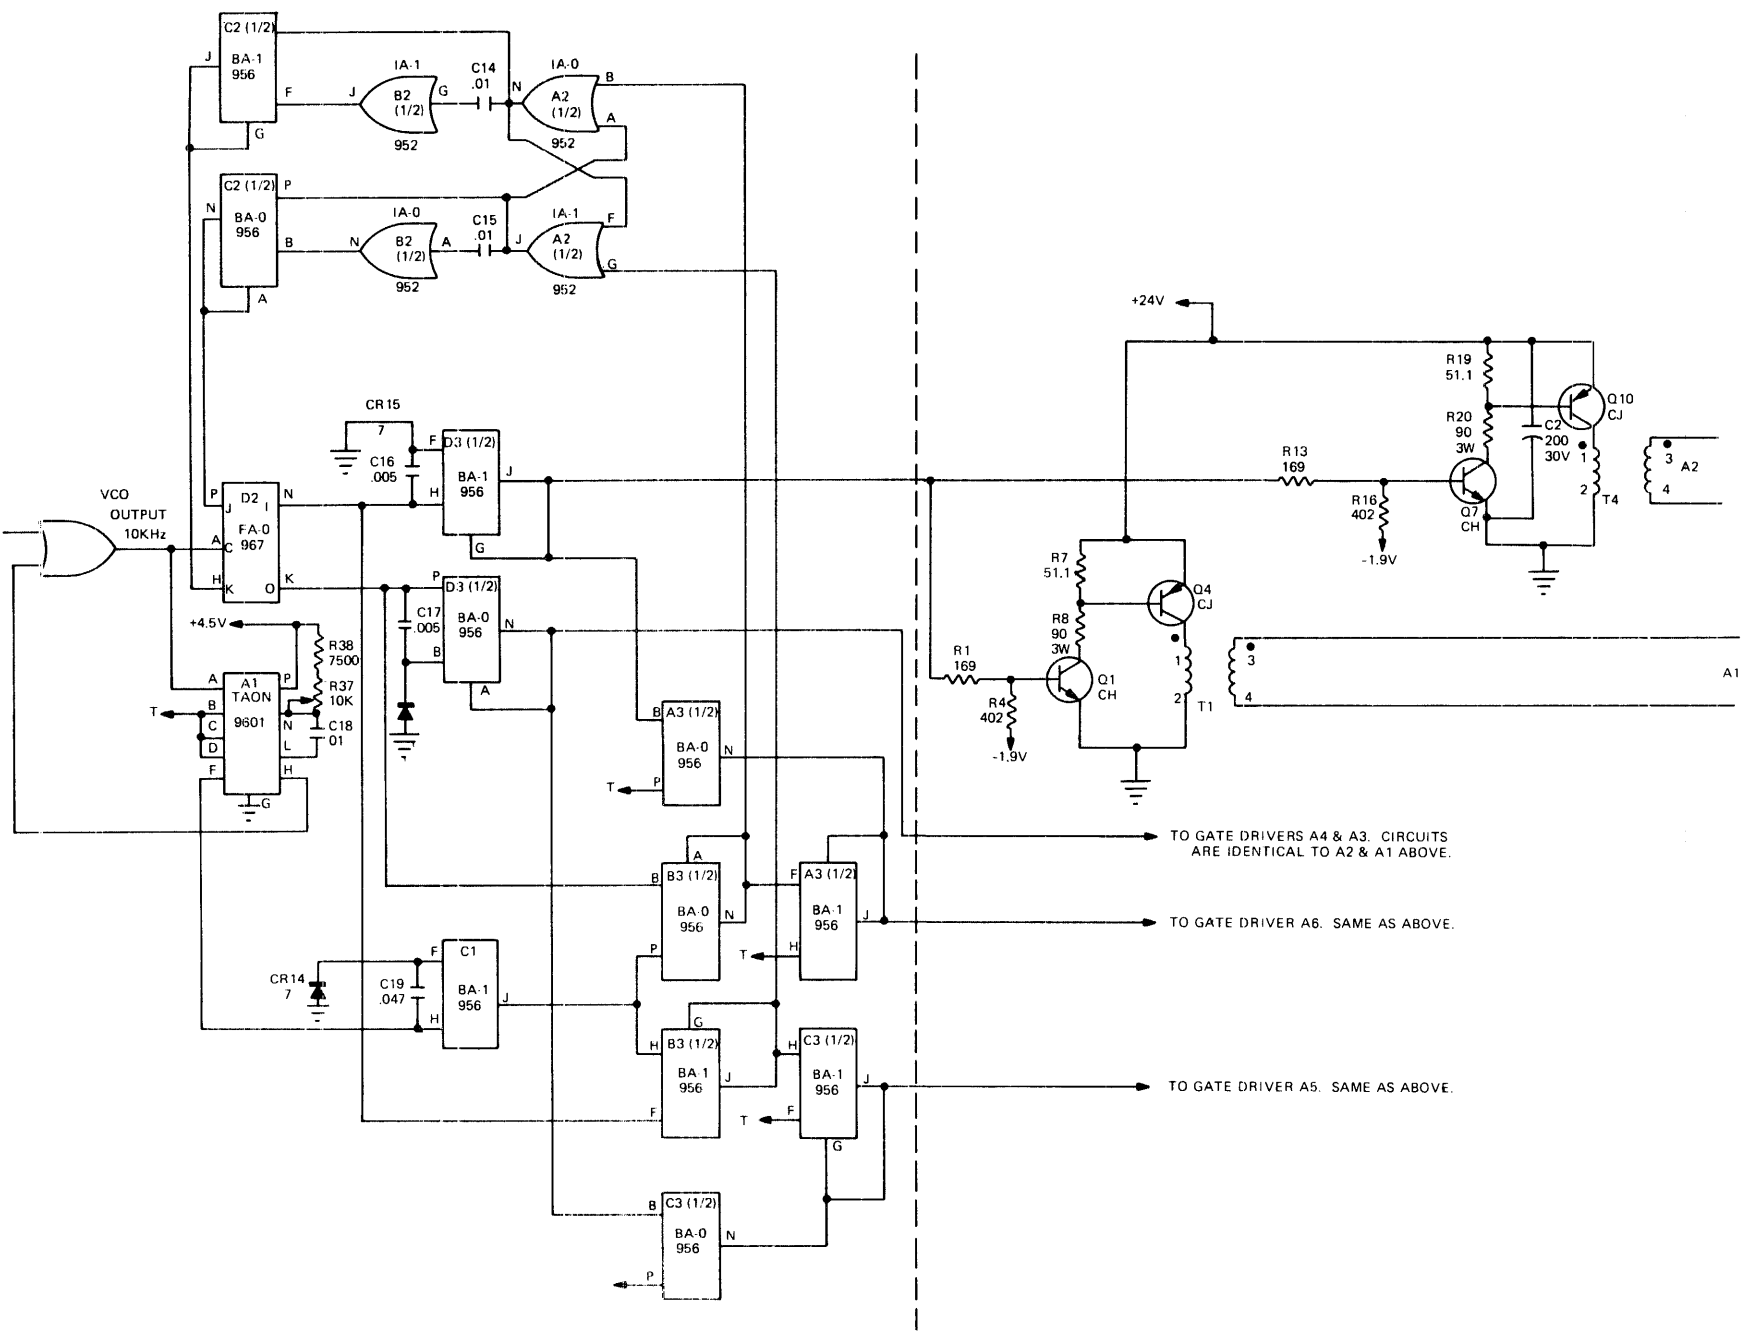 C2 (1/2)
J
BA-1
956
F
G
IA-1
J
B2
(1/2)
G
952
C14
.01
IA-0
N
A2
(1/2)
B
A
952
C2 (1/2)
P
N
BA-0
956
B
A
IA-0
N
B2
(1/2)
A
952
C15
.01
IA-1
J
A2
(1/2)
F
G
952
+24V
R19
51.1
R20
90
3W
Q10
CJ
C2
200
30V
1
2
T4
3
4
A2
R13
169
R16
402
-1.9V
Q7
CH
CR15
7
C16
.005
F
D3 (1/2)
BA-1
956
J
H
G
VCO
OUTPUT
10KHz
P
J
D2
I
N
A
C
FA-0
967
H
K
O
K
P
D3 (1/2)
C17
.005
BA-0
956
N
B
A
R7
51.1
R8
90
3W
Q4
CJ
1
2
T1
3
4
A1
R1
169
R4
402
-1.9V
Q1
CH
+4.5V
R38
7500
R37
10K
A
A1
P
TAON
B
9601
N
T
C
C18
.01
D
L
F
H
G
B
A3 (1/2)
BA-0
956
N
T
P
TO GATE DRIVERS A4 & A3. CIRCUITS
ARE IDENTICAL TO A2 & A1 ABOVE.
A
B
B3 (1/2)
BA-0
956
N
P
F
A3 (1/2)
BA-1
956
J
T
H
TO GATE DRIVER A6. SAME AS ABOVE.
CR14
7
C19
.047
F
C1
BA-1
956
J
H
G
H
B3 (1/2)
BA-1
956
J
F
H
C3 (1/2)
BA-1
956
J
T
F
G
TO GATE DRIVER A5. SAME AS ABOVE.
B
C3 (1/2)
BA-0
956
N
P